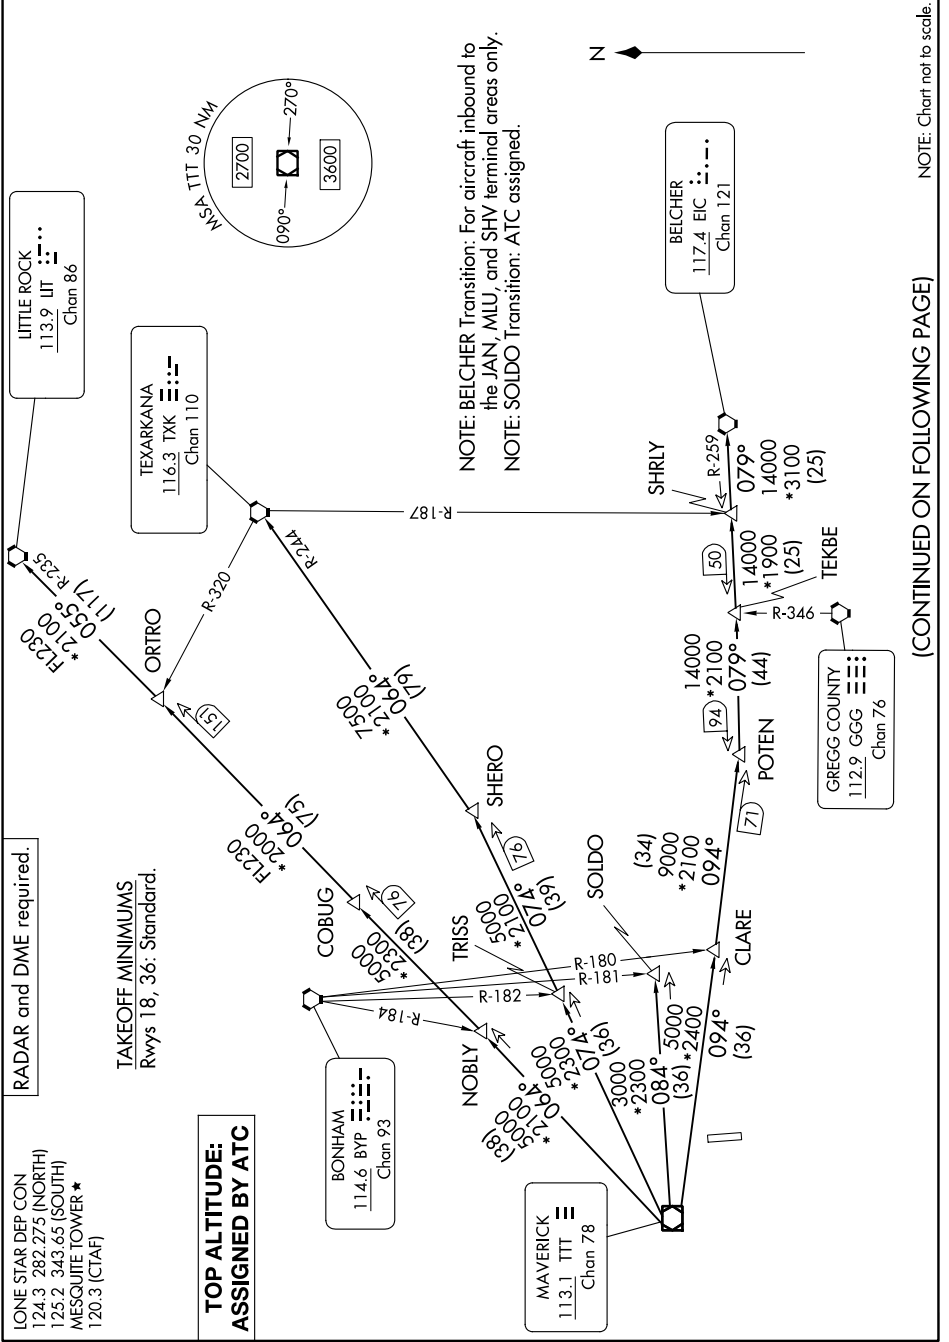 LONE STAR DEP CON
124.3 282.275 (NORTH)
125.2 343.65 (SOUTH)
MESQUITE TOWER ★
120.3 (CTAF)
RADAR and DME required.
TAKEOFF MINIMUMS
Rwys 18, 36: Standard.
TOP ALTITUDE:
ASSIGNED BY ATC
LITTLE ROCK
113.9 LIT
Chan 86
TEXARKANA
116.3 TXK
Chan 110
MSA TTT 30 NM
2700
090°
270°
3600
R-235
FL230
*2100
055°
(117)
ORTRO
R-320
151
FL230
*2000
064°
(75)
COBUG
76
5000
*2300
(38)
NOBLY
5000
*2100
064°
(38)
BONHAM
114.6 BYP
Chan 93
R-184
R-182
R-181
R-180
R-244
7500
*2100
064°
(79)
SHERO
76
5000
*2100
074°
(39)
TRISS
5000
*2300
074°
(36)
SOLDO
3000
*2300
084°
(36)
5000
*2400
094°
(36)
CLARE
MAVERICK
113.1 TTT
Chan 78
(34)
9000
*2100
094°
71
POTEN
94
14000
*2100
079°
(44)
TEKBE
R-346
GREGG COUNTY
112.9 GGG
Chan 76
50
14000
*1900
(25)
SHRLY
R-187
R-259
079°
14000
*3100
(25)
BELCHER
117.4 EIC
Chan 121
NOTE: BELCHER Transition: For aircraft inbound to
the JAN, MLU, and SHV terminal areas only.
NOTE: SOLDO Transition: ATC assigned.
N
NOTE: Chart not to scale.
(CONTINUED ON FOLLOWING PAGE)